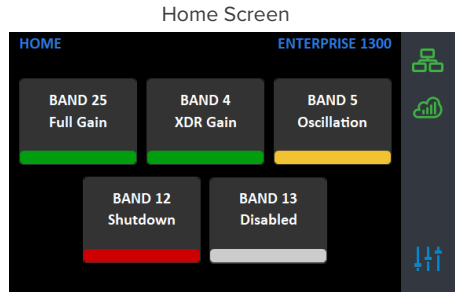 Home Screen
HOME
ENTERPRISE 1300
BAND 25
Full Gain
BAND 4
XDR Gain
BAND 5
Oscillation
BAND 12
Shutdown
BAND 13
Disabled